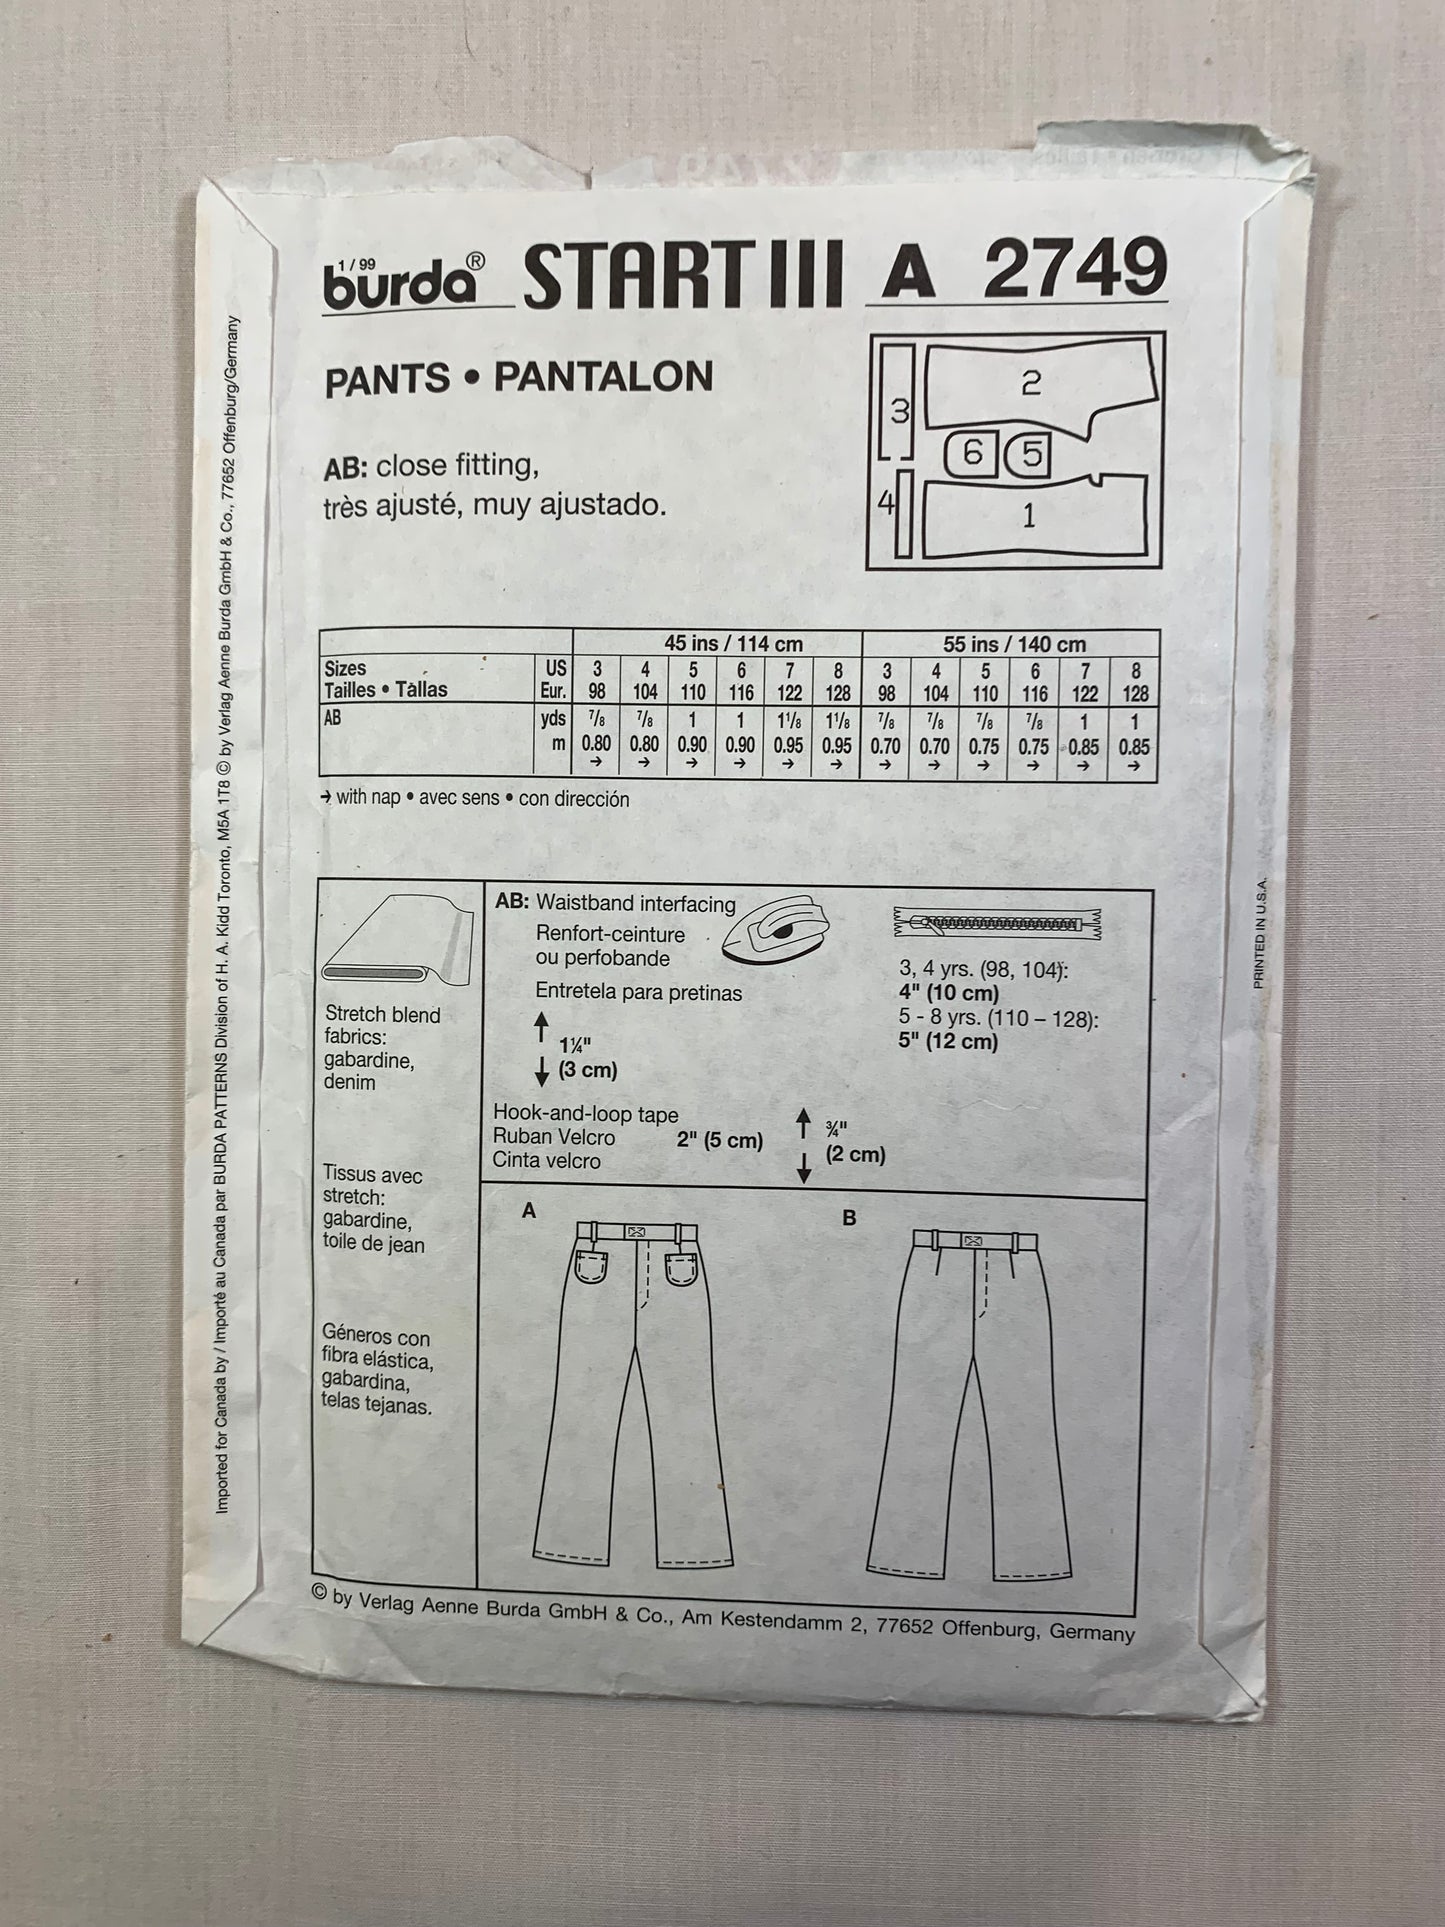 1 / 99
burda® START III A 2749
PANTS • PANTALON
AB: close fitting,
très ajusté, muy ajustado.
3
2
6
5
4
1
45 ins / 114 cm 55 ins / 140 cm
Sizes US 3 4 5 6 7 8 3 4 5 6 7 8
Tailles • Tallas Eur. 98 104 110 116 122 128 98 104 110 116 122 128
AB yds 7/8 7/8 1 1 1 1/8 1 1/8 7/8 7/8 7/8 7/8 1 1
m 0.80 0.80 0.90 0.90 0.95 0.95 0.70 0.70 0.75 0.75 0.85 0.85
→ → → → → → → → → → → →
→ with nap • avec sens • con dirección
Stretch blend
fabrics:
gabardine,
denim
Tissus avec
stretch:
gabardine,
toile de jean
Géneros con
fibra elástica,
gabardina,
telas tejanas.
AB: Waistband interfacing
Renfort-ceinture
ou perfobande
Entretela para pretinas
1¼"
(3 cm)
3, 4 yrs. (98, 104):
4" (10 cm)
5 - 8 yrs. (110 – 128):
5" (12 cm)
Hook-and-loop tape
Ruban Velcro 2" (5 cm)
Cinta velcro
¾"
(2 cm)
A
B
© by Verlag Aenne Burda GmbH & Co., Am Kestendamm 2, 77652 Offenburg, Germany
Imported for Canada by / Importé au Canada par BURDA PATTERNS Division of H. A. Kidd Toronto, M5A 1T8 © by Verlag Aenne Burda GmbH & Co., 77652 Offenburg/Germany
PRINTED IN U.S.A.